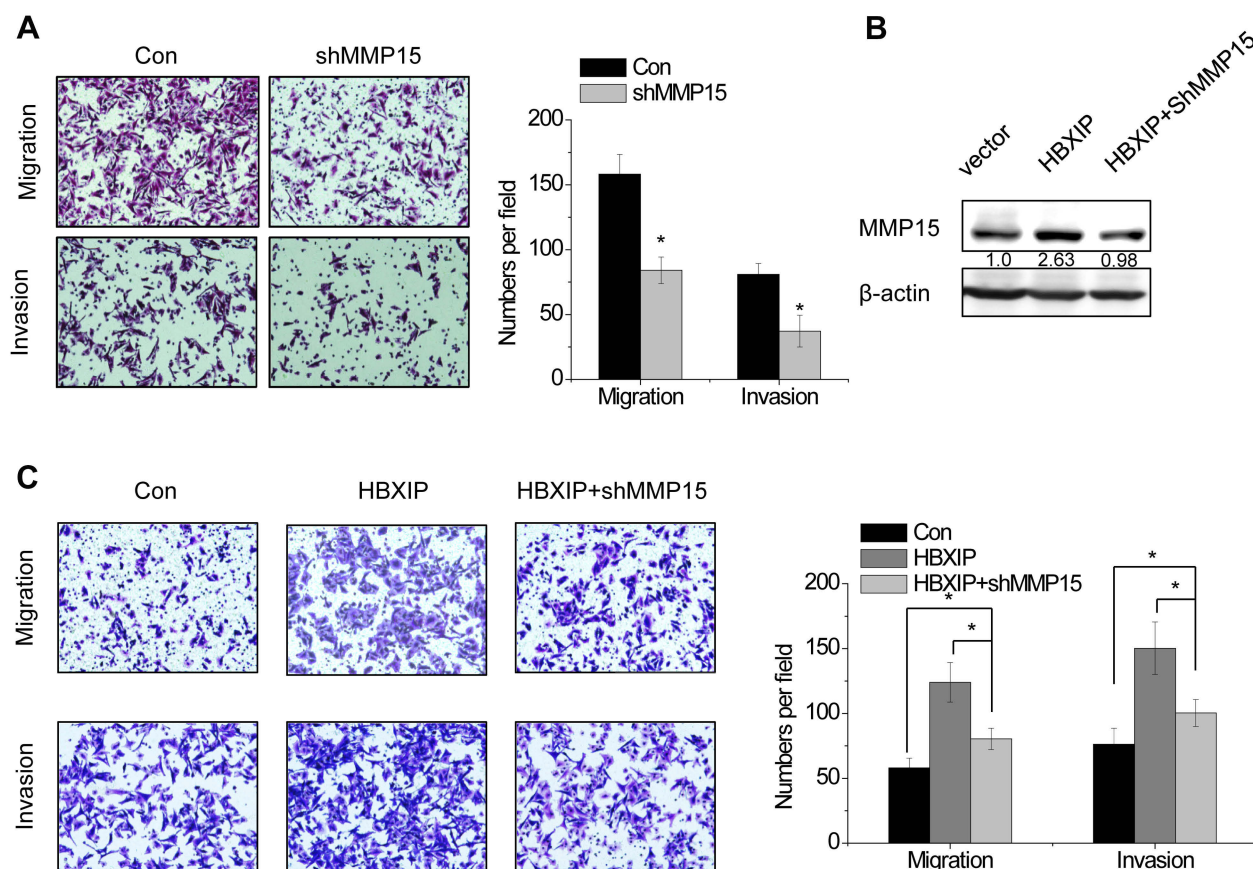 A
Con
shMMP15
Migration
Invasion
Con
shMMP15
Numbers per field
200
150
100
50
0
*
*
Migration
Invasion
B
vector
HBXIP
HBXIP+ShMMP15
MMP15
1.0 2.63 0.98
β-actin
C
Con
HBXIP
HBXIP+shMMP15
Migration
Invasion
Con
HBXIP
HBXIP+shMMP15
Numbers per field
200
150
100
50
0
*
*
*
*
Migration
Invasion